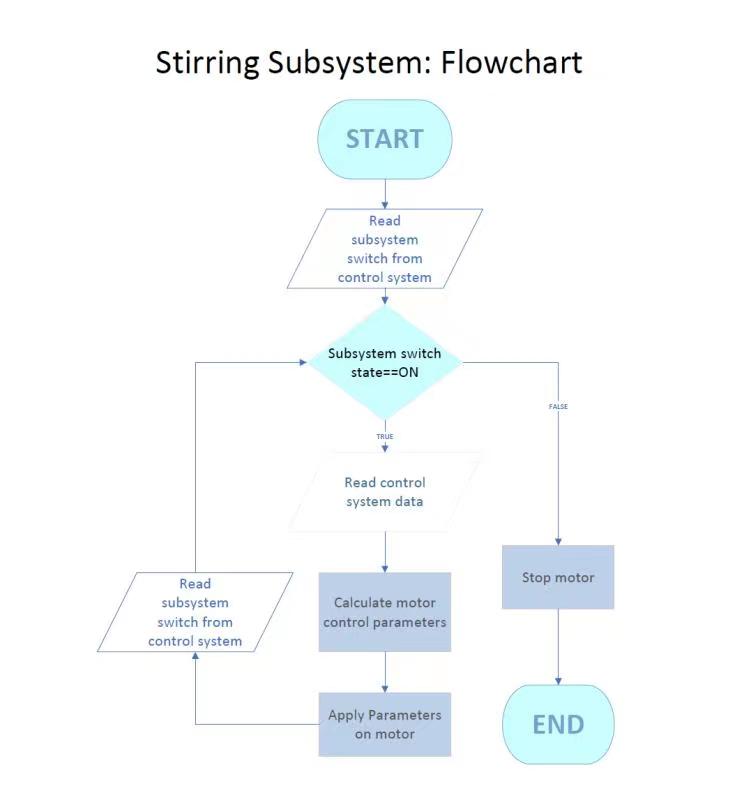 Stirring Subsystem: Flowchart
START
Read
subsystem
switch from
control system
Subsystem switch
state==ON
FALSE
TRUE
Read control
system data
Stop motor
Read
subsystem
switch from
control system
Calculate motor
control parameters
Apply Parameters
on motor
END